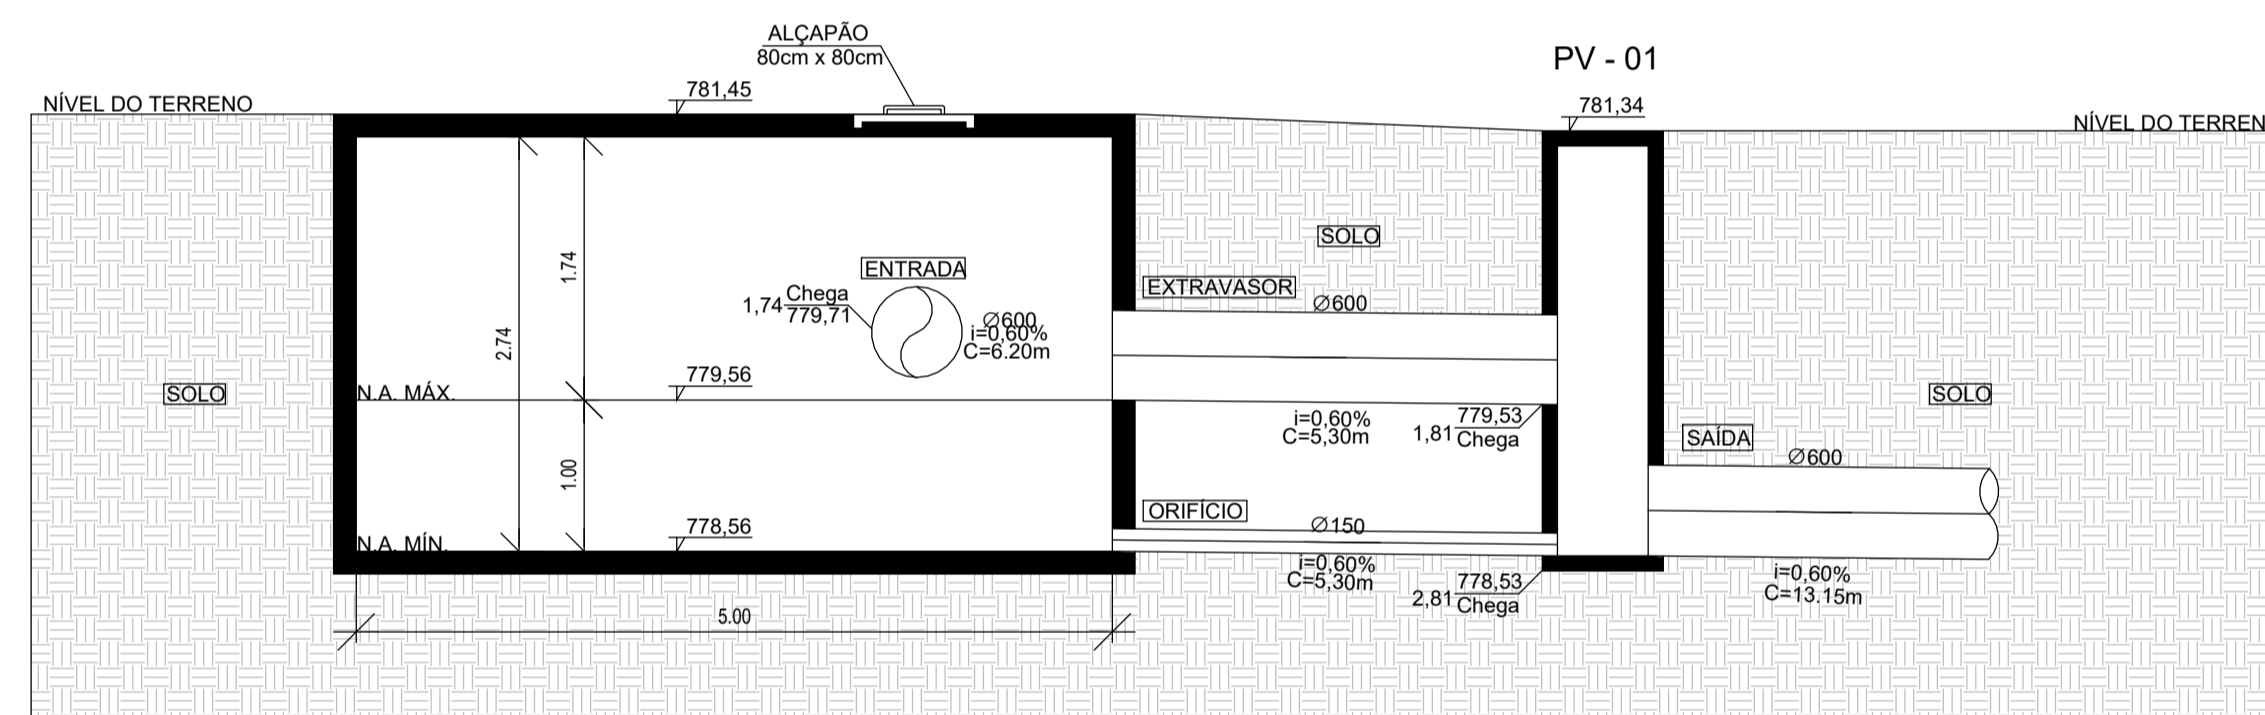 ALÇAPÃO
80cm x 80cm
PV - 01
781,45
781,34
NÍVEL DO TERRENO
NÍVEL DO TERREN
1.74
2.74
1.00
SOLO
ENTRADA
Chega
1,74
779,71
Ø600
i=0,60%
C=6.20m
SOLO
EXTRAVASOR
Ø600
N.A. MÁX.
779,56
i=0,60%
C=5,30m
779,53
1,81
Chega
SOLO
SAÍDA
Ø600
ORIFÍCIO
Ø150
N.A. MÍN.
778,56
i=0,60%
C=5,30m
778,53
2,81
Chega
i=0,60%
C=13.15m
5.00